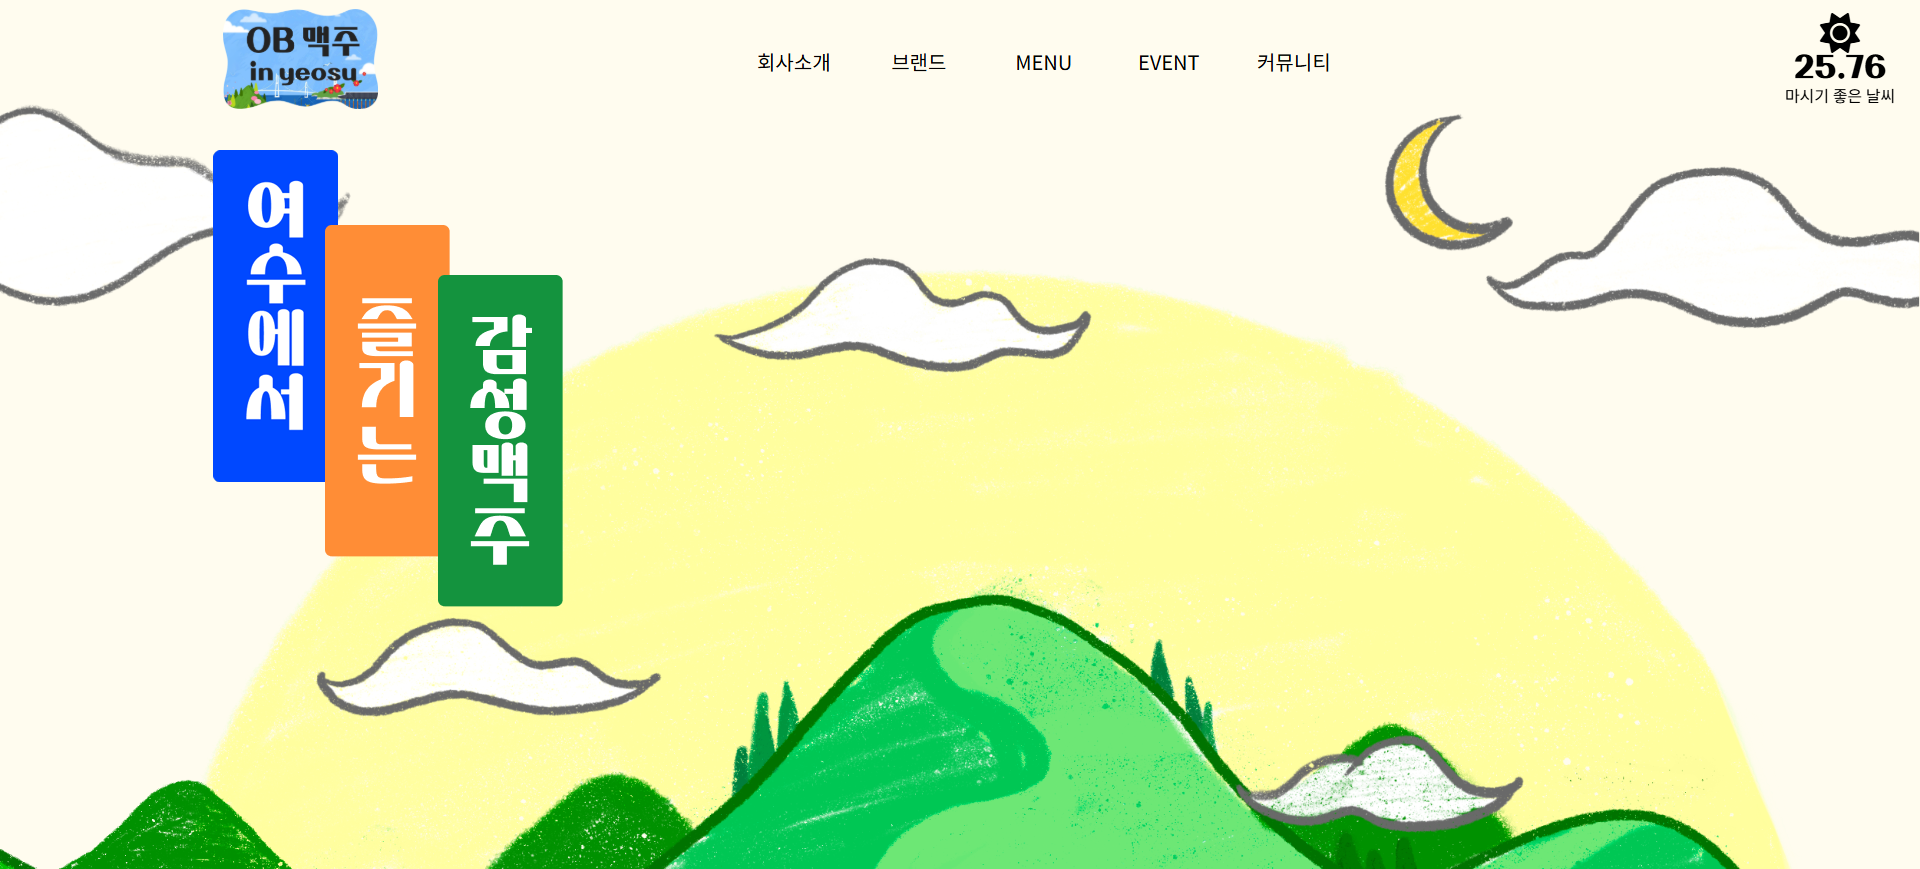 OB 맥주
in yeosu
회사소개
브랜드
MENU
EVENT
커뮤니티
25.76
마시기 좋은 날씨
여수에서
즐기는
감성맥주